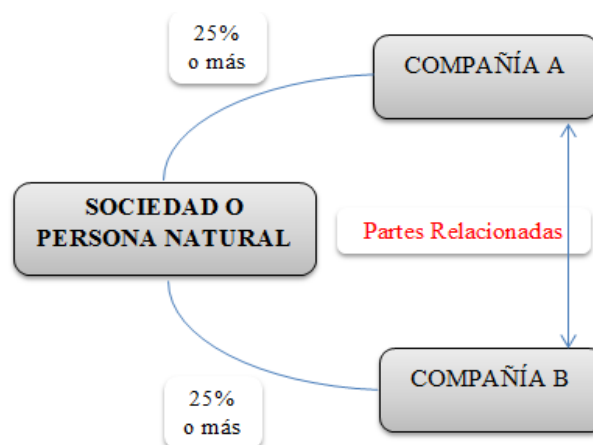 25%
o más
COMPAÑÍA A
SOCIEDAD O
PERSONA NATURAL
Partes Relacionadas
COMPAÑÍA B
25%
o más